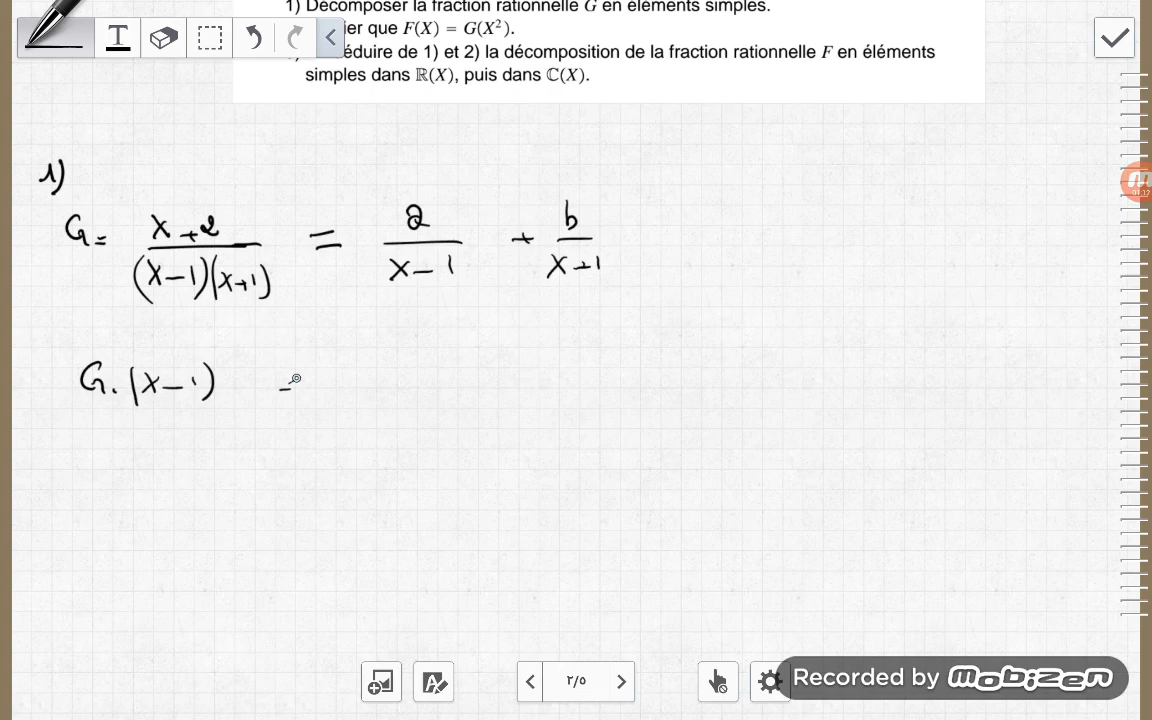 1) Décomposer la fraction rationnelle G en éléments simples.
ier que F(X) = G(X²).
éduire de 1) et 2) la décomposition de la fraction rationnelle F en éléments
simples dans ℝ(X), puis dans ℂ(X).
1)
G = x+2 / (x-1)(x+1) = a / x-1 + b / x+1
G. (x-1) =
T
A
٢/٥
Recorded by mobizen